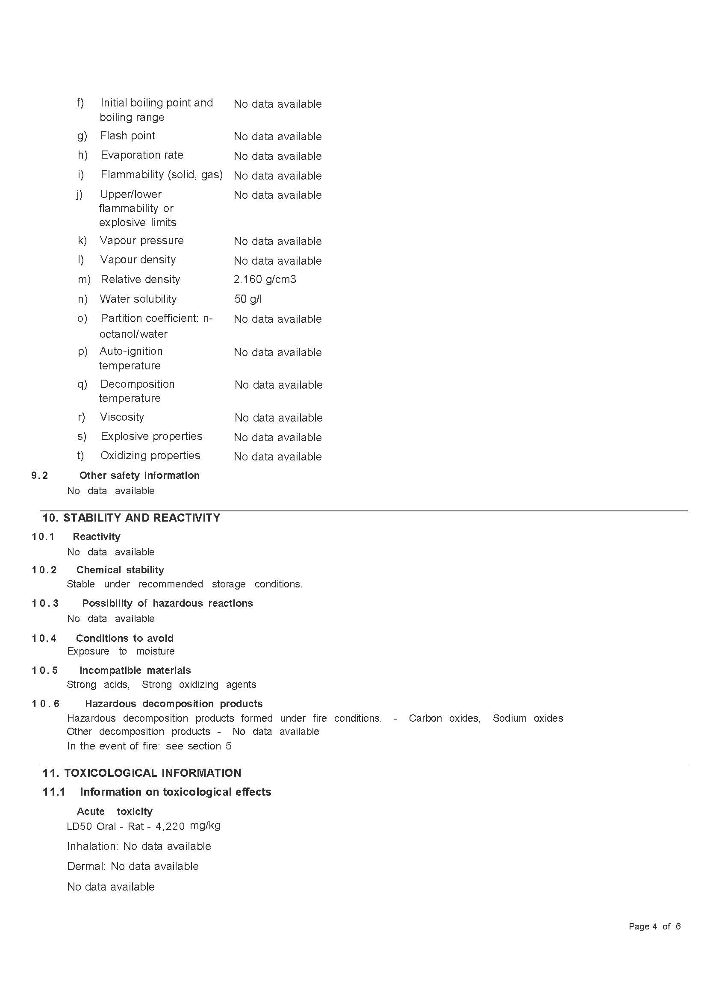 f) Initial boiling point and No data available
boiling range
g) Flash point No data available
h) Evaporation rate No data available
i) Flammability (solid, gas) No data available
j) Upper/lower No data available
flammability or
explosive limits
k) Vapour pressure No data available
l) Vapour density No data available
m) Relative density 2.160 g/cm3
n) Water solubility 50 g/l
o) Partition coefficient: n- No data available
octanol/water
p) Auto-ignition No data available
temperature
q) Decomposition No data available
temperature
r) Viscosity No data available
s) Explosive properties No data available
t) Oxidizing properties No data available
9.2 Other safety information
No data available
10. STABILITY AND REACTIVITY
10.1 Reactivity
No data available
10.2 Chemical stability
Stable under recommended storage conditions.
10.3 Possibility of hazardous reactions
No data available
10.4 Conditions to avoid
Exposure to moisture
10.5 Incompatible materials
Strong acids, Strong oxidizing agents
10.6 Hazardous decomposition products
Hazardous decomposition products formed under fire conditions. - Carbon oxides, Sodium oxides
Other decomposition products - No data available
In the event of fire: see section 5
11. TOXICOLOGICAL INFORMATION
11.1 Information on toxicological effects
Acute toxicity
LD50 Oral - Rat - 4,220 mg/kg
Inhalation: No data available
Dermal: No data available
No data available
Page 4 of 6